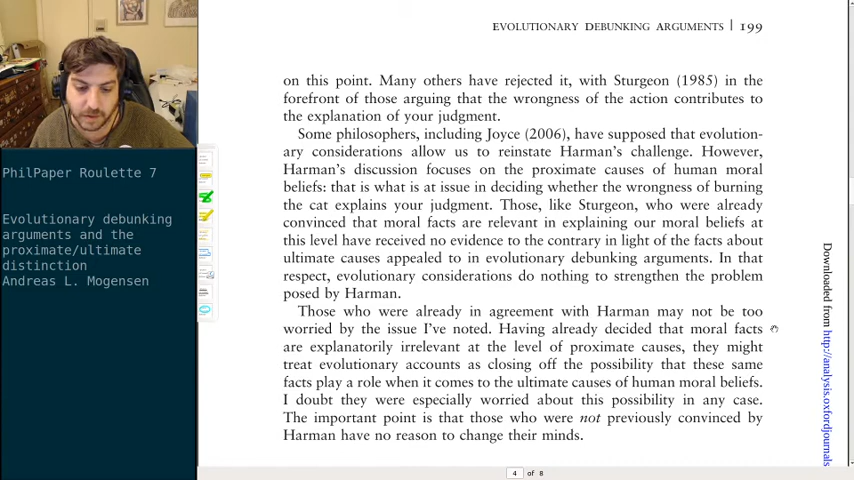 EVOLUTIONARY DEBUNKING ARGUMENTS | 199
on this point. Many others have rejected it, with Sturgeon (1985) in the
forefront of those arguing that the wrongness of the action contributes to
the explanation of your judgment.
Some philosophers, including Joyce (2006), have supposed that evolution-
ary considerations allow us to reinstate Harman's challenge. However,
Harman's discussion focuses on the proximate causes of human moral
beliefs: that is what is at issue in deciding whether the wrongness of burning
the cat explains your judgment. Those, like Sturgeon, who were already
convinced that moral facts are relevant in explaining our moral beliefs at
this level have received no evidence to the contrary in light of the facts about
ultimate causes appealed to in evolutionary debunking arguments. In that
respect, evolutionary considerations do nothing to strengthen the problem
posed by Harman.
Those who were already in agreement with Harman may not be too
worried by the issue I've noted. Having already decided that moral facts
are explanatorily irrelevant at the level of proximate causes, they might
treat evolutionary accounts as closing off the possibility that these same
facts play a role when it comes to the ultimate causes of human moral beliefs.
I doubt they were especially worried about this possibility in any case.
The important point is that those who were not previously convinced by
Harman have no reason to change their minds.
PhilPaper Roulette 7
Evolutionary debunking
arguments and the
proximate/ultimate
distinction
Andreas L. Mogensen
Downloaded from http://analysis.oxfordjournals
4 of 8